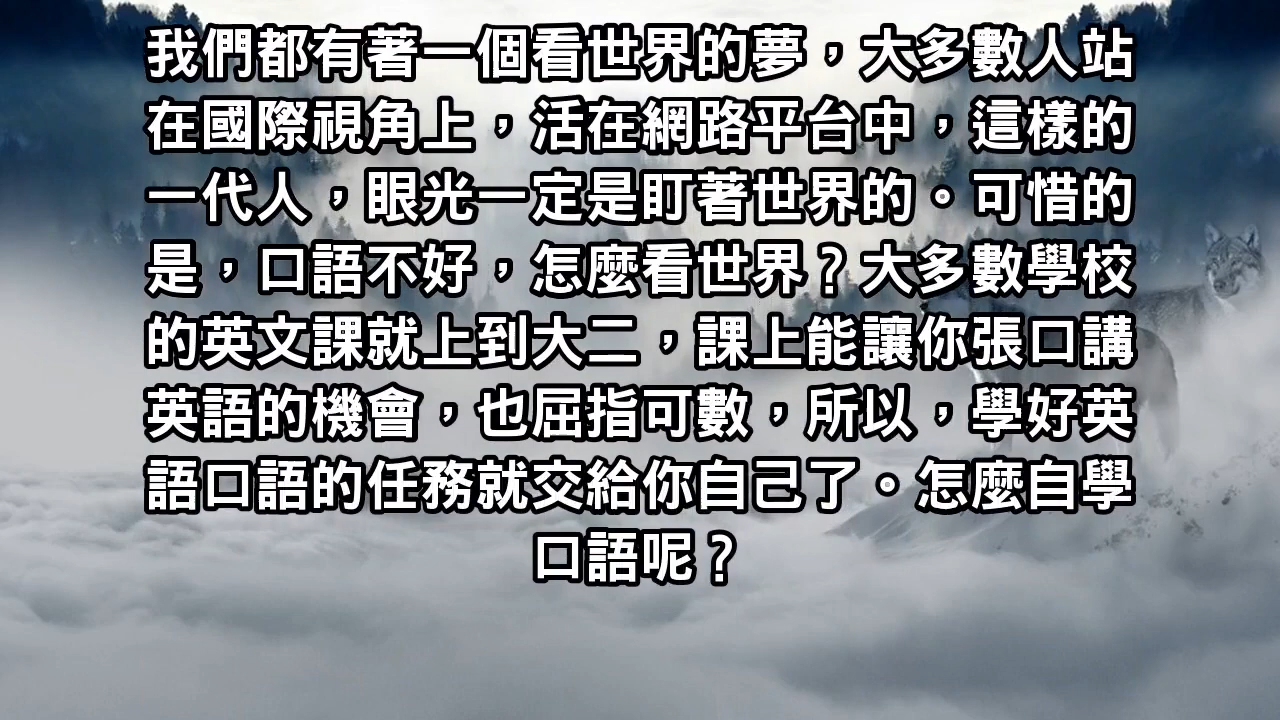 我們都有著一個看世界的夢，大多數人站
在國際視角上，活在網路平台中，這樣的
一代人，眼光一定是盯著世界的。可惜的
是，口語不好，怎麼看世界？大多數學校
的英文課就上到大二，課上能讓你張口講
英語的機會，也屈指可數，所以，學好英
語口語的任務就交給你自己了。怎麼自學
口語呢？